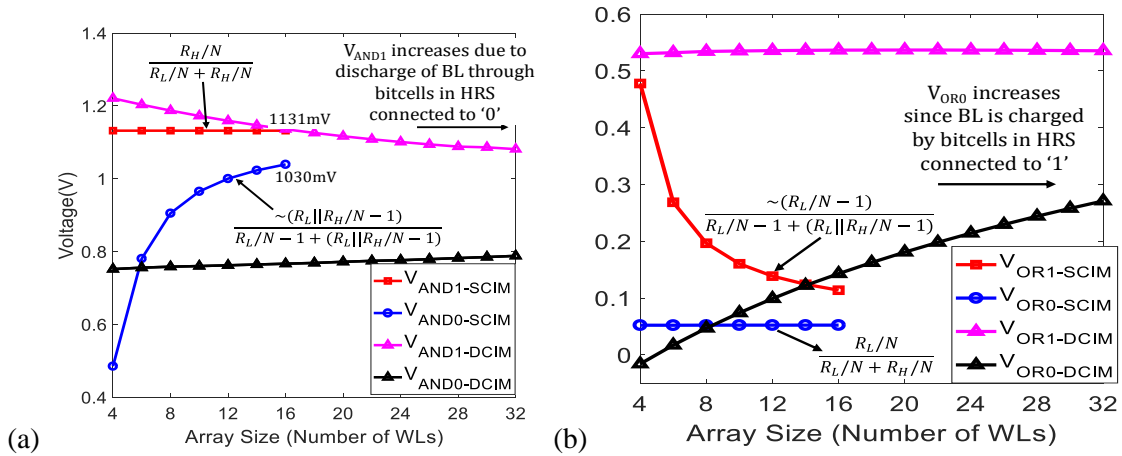 (a)
Voltage(V)
1.4
1.2
1
0.8
0.6
0.4
R_H/N
R_L/N + R_H/N
V_AND1 increases due to
discharge of BL through
bitcells in HRS
connected to '0'
1131mV
1030mV
~(R_L||R_H/N−1)
R_L/N−1 + (R_L||R_H/N−1)
V_AND1-SCIM
V_AND0-SCIM
V_AND1-DCIM
V_AND0-DCIM
4 8 12 16 20 24 28 32
Array Size (Number of WLs)
(b)
0.6
0.5
0.4
0.3
0.2
0.1
0
V_OR0 increases
since BL is charged
by bitcells in HRS
connected to '1'
~(R_L/N−1)
R_L/N−1 + (R_L||R_H/N−1)
R_L/N
R_L/N + R_H/N
V_OR1-SCIM
V_OR0-SCIM
V_OR1-DCIM
V_OR0-DCIM
4 8 12 16 20 24 28 32
Array Size (Number of WLs)